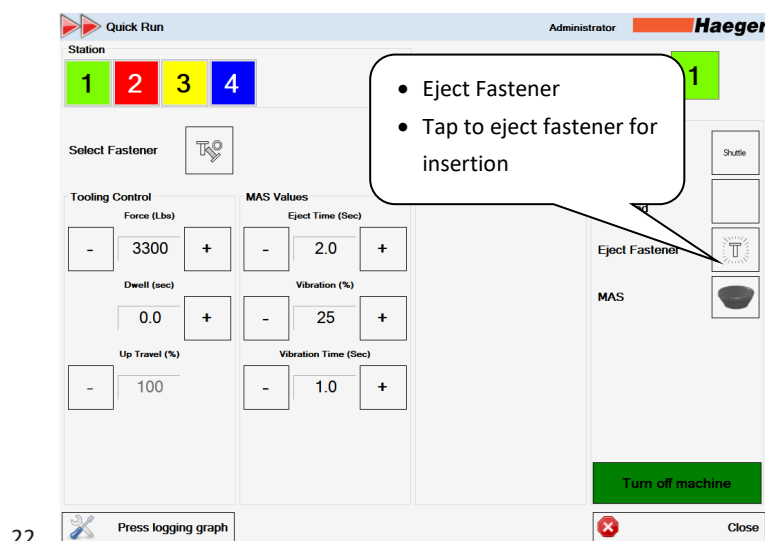 Quick Run
Administrator
Haeger
Station
1 2 3 4
1
• Eject Fastener
• Tap to eject fastener for
insertion
Select Fastener
Shuttle
Tooling Control
MAS Values
Force (Lbs)
Eject Time (Sec)
- 3300 +
- 2.0 +
Eject Fastener
T
Dwell (sec)
Vibration (%)
MAS
0.0 +
- 25 +
Up Travel (%)
Vibration Time (Sec)
- 100
- 1.0 +
Turn off machine
22
Press logging graph
Close